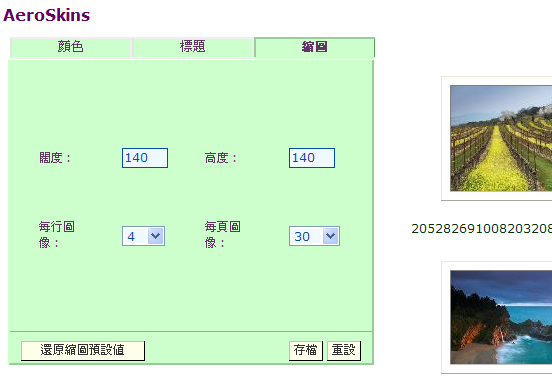 AeroSkins
顏色 標題 縮圖
闊度： 140 高度： 140
每行圖像： 4 每頁圖像： 30
205282691008203208
還原縮圖預設值 存檔 重設